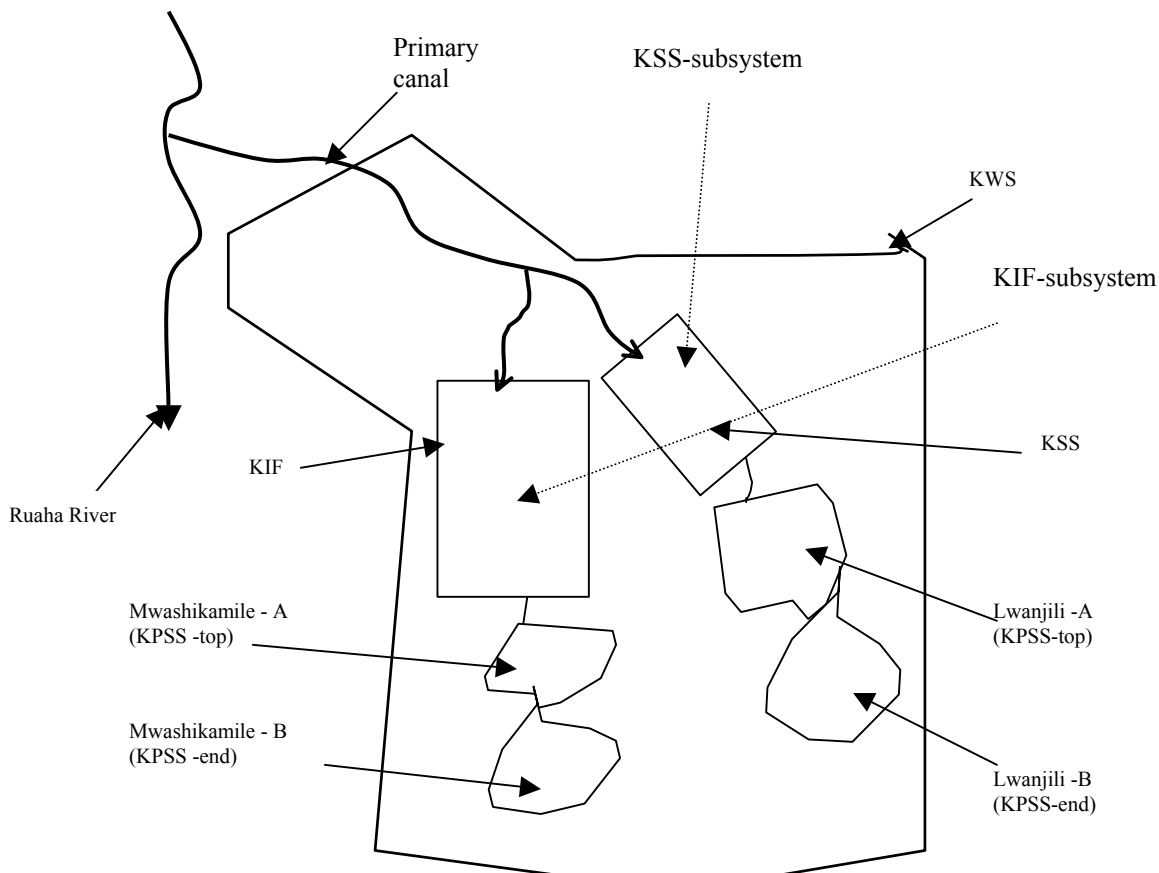 Primary
canal
KSS-subsystem
KWS
KIF-subsystem
KIF
KSS
Ruaha River
Mwashikamile - A
(KPSS -top)
Lwanjili -A
(KPSS-top)
Mwashikamile - B
(KPSS -end)
Lwanjili -B
(KPSS-end)